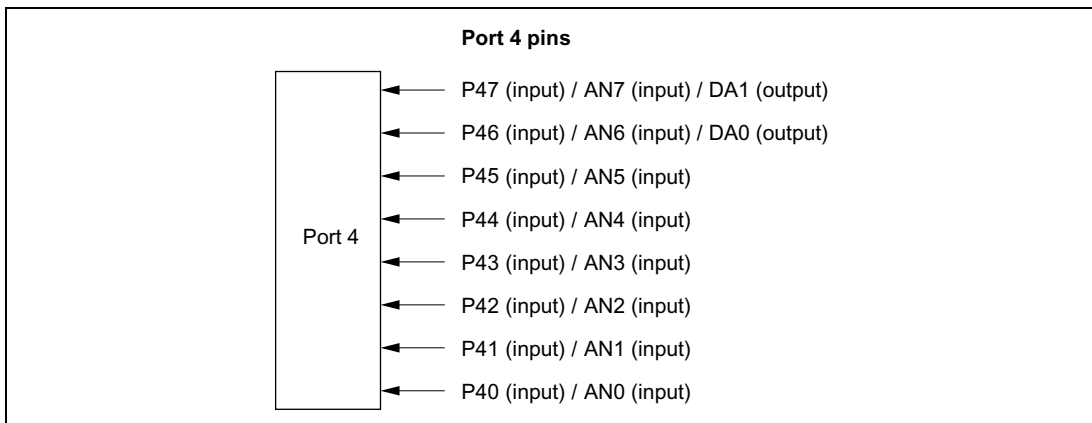 Port 4 pins
P47 (input) / AN7 (input) / DA1 (output)
P46 (input) / AN6 (input) / DA0 (output)
P45 (input) / AN5 (input)
P44 (input) / AN4 (input)
Port 4
P43 (input) / AN3 (input)
P42 (input) / AN2 (input)
P41 (input) / AN1 (input)
P40 (input) / AN0 (input)